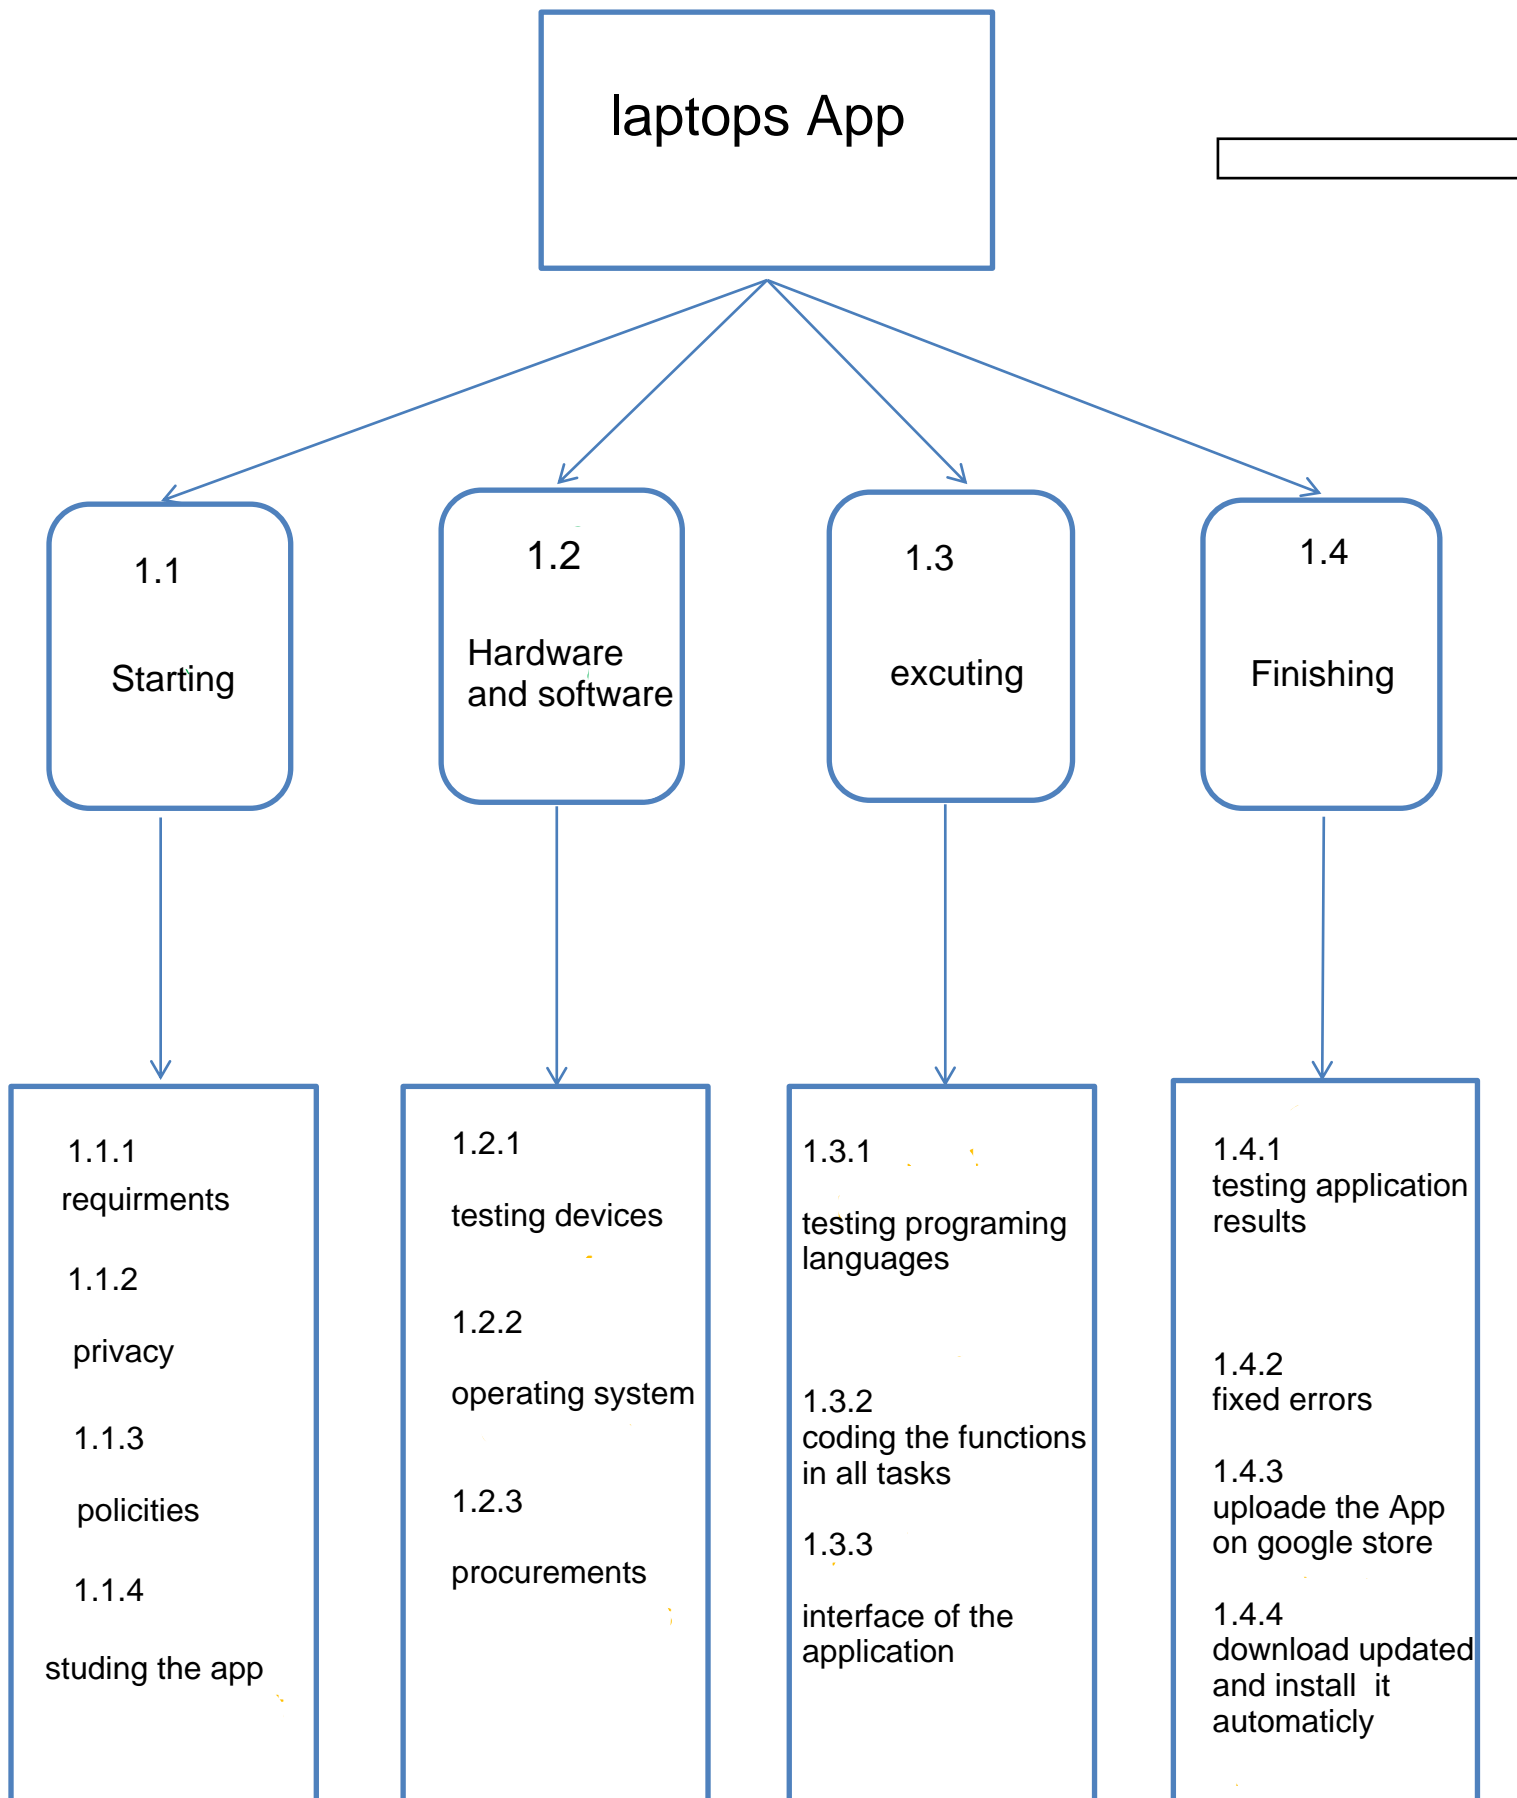 laptops App
1.1
Starting
1.2
Hardware
and software
1.3
excuting
1.4
Finishing
1.1.1
requirments
1.1.2
privacy
1.1.3
policities
1.1.4
studing the app
1.2.1
testing devices
1.2.2
operating system
1.2.3
procurements
1.3.1
testing programing
languages
1.3.2
coding the functions
in all tasks
1.3.3
interface of the
application
1.4.1
testing application
results
1.4.2
fixed errors
1.4.3
uploade the App
on google store
1.4.4
download updated
and install  it
automaticly